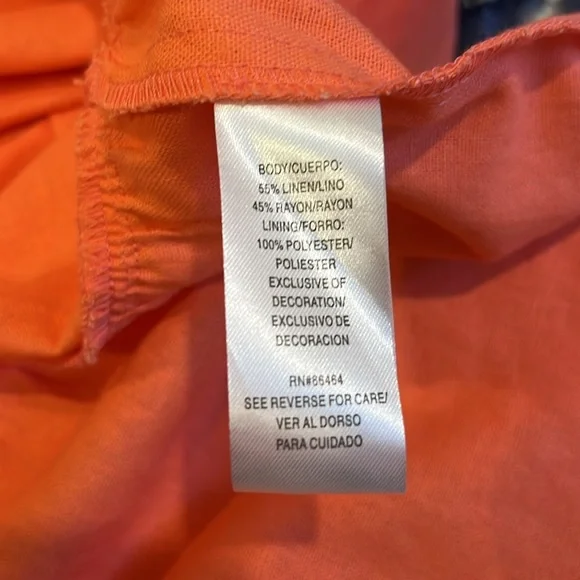 BODY/CUERPO:
55% LINEN/LINO
45% RAYON/RAYON
LINING/FORRO:
100% POLYESTER/
POLIESTER
EXCLUSIVE OF
DECORATION/
EXCLUSIVO DE
DECORACION
RN#86464
SEE REVERSE FOR CARE/
VER AL DORSO
PARA CUIDADO